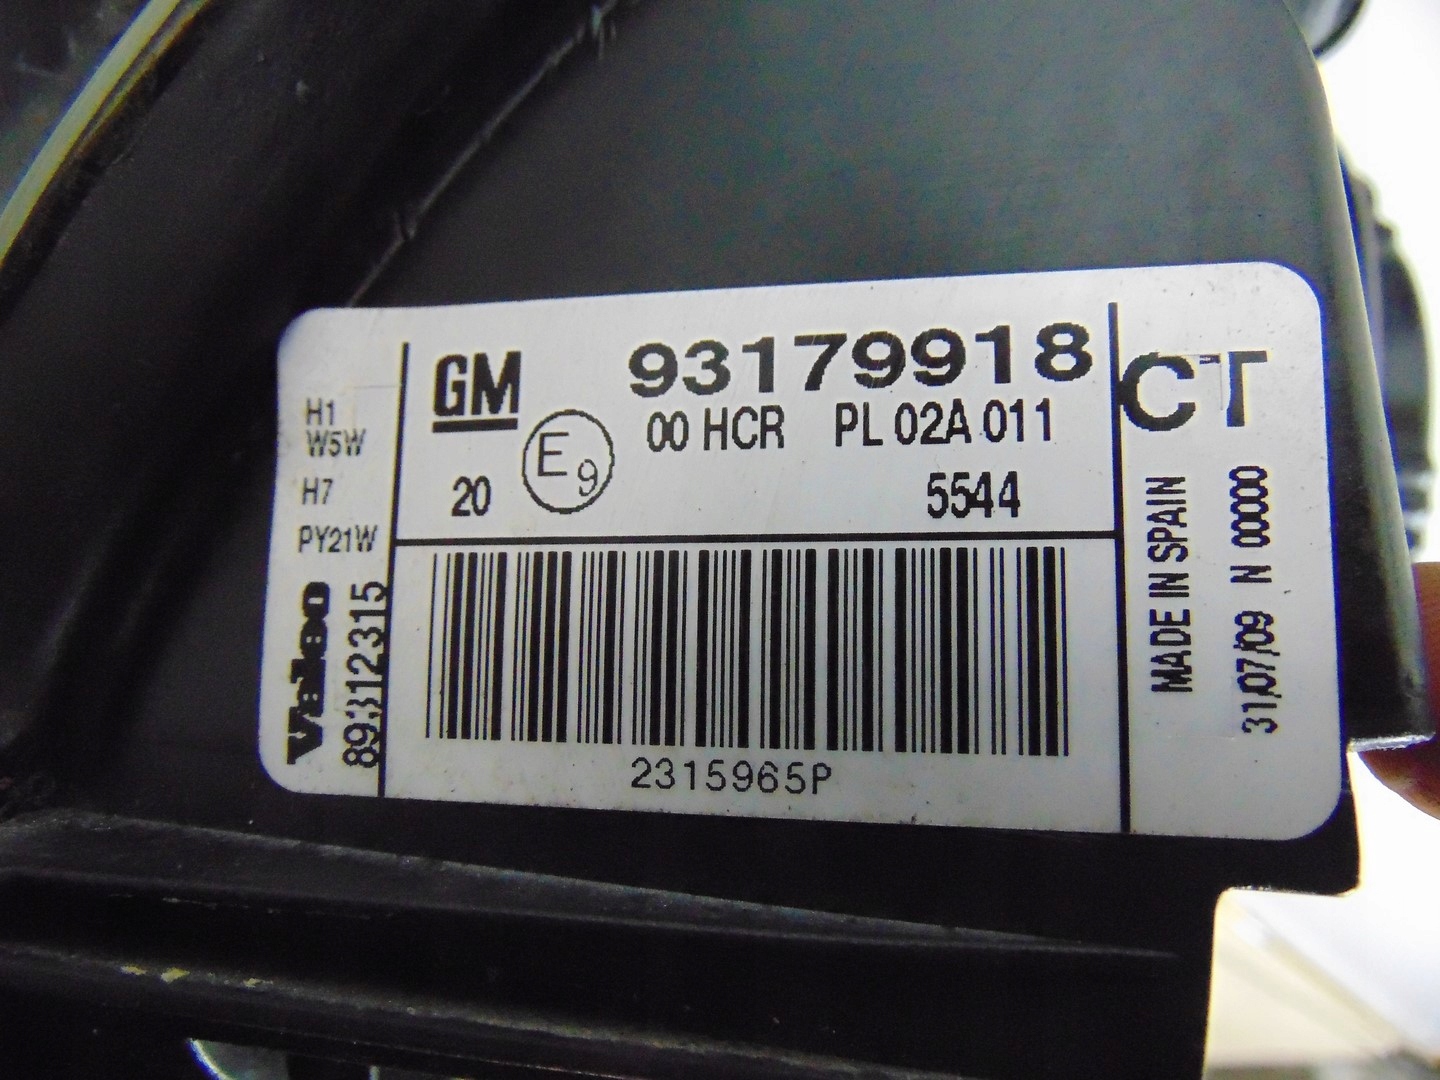 H1
W5W
H7
PY21W
Valeo
89312315
GM 93179918
E9 00 HCR PL 02A 011
20 5544
2315965P
CT
MADE IN SPAIN
31/07/09 N 00000